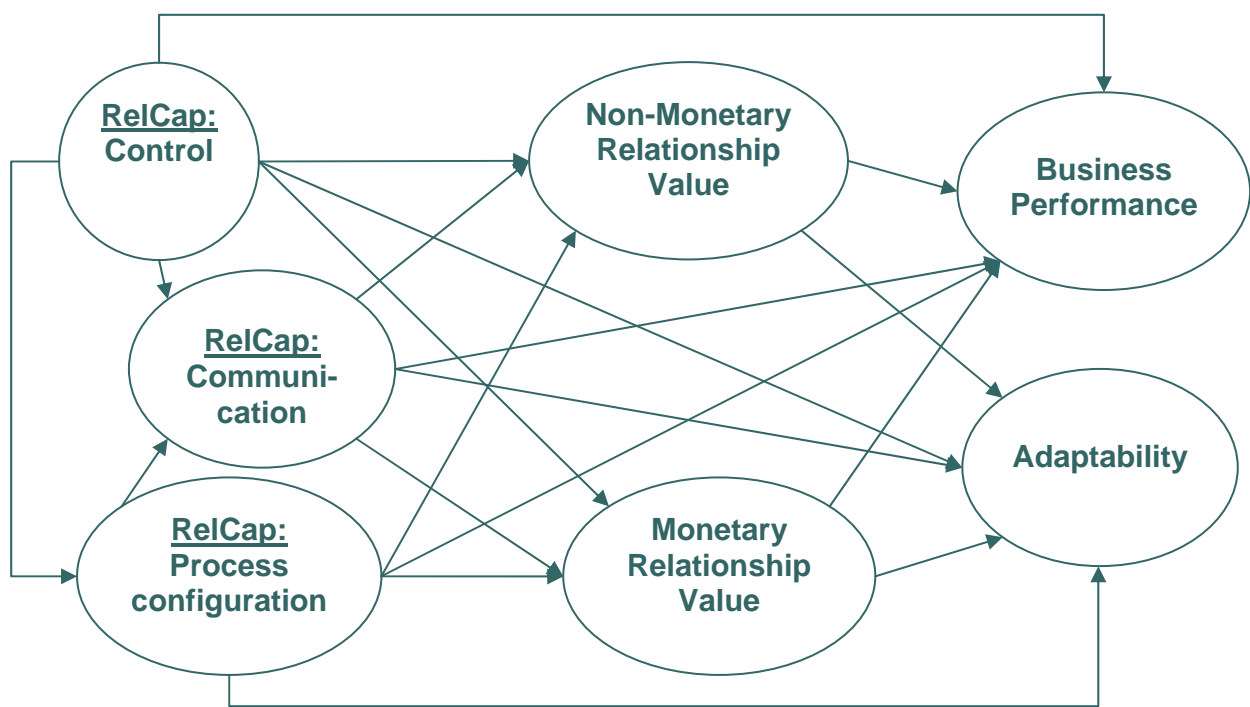 RelCap:
Control
Non-Monetary
Relationship
Value
Business
Performance
RelCap:
Communi-
cation
Adaptability
RelCap:
Process
configuration
Monetary
Relationship
Value